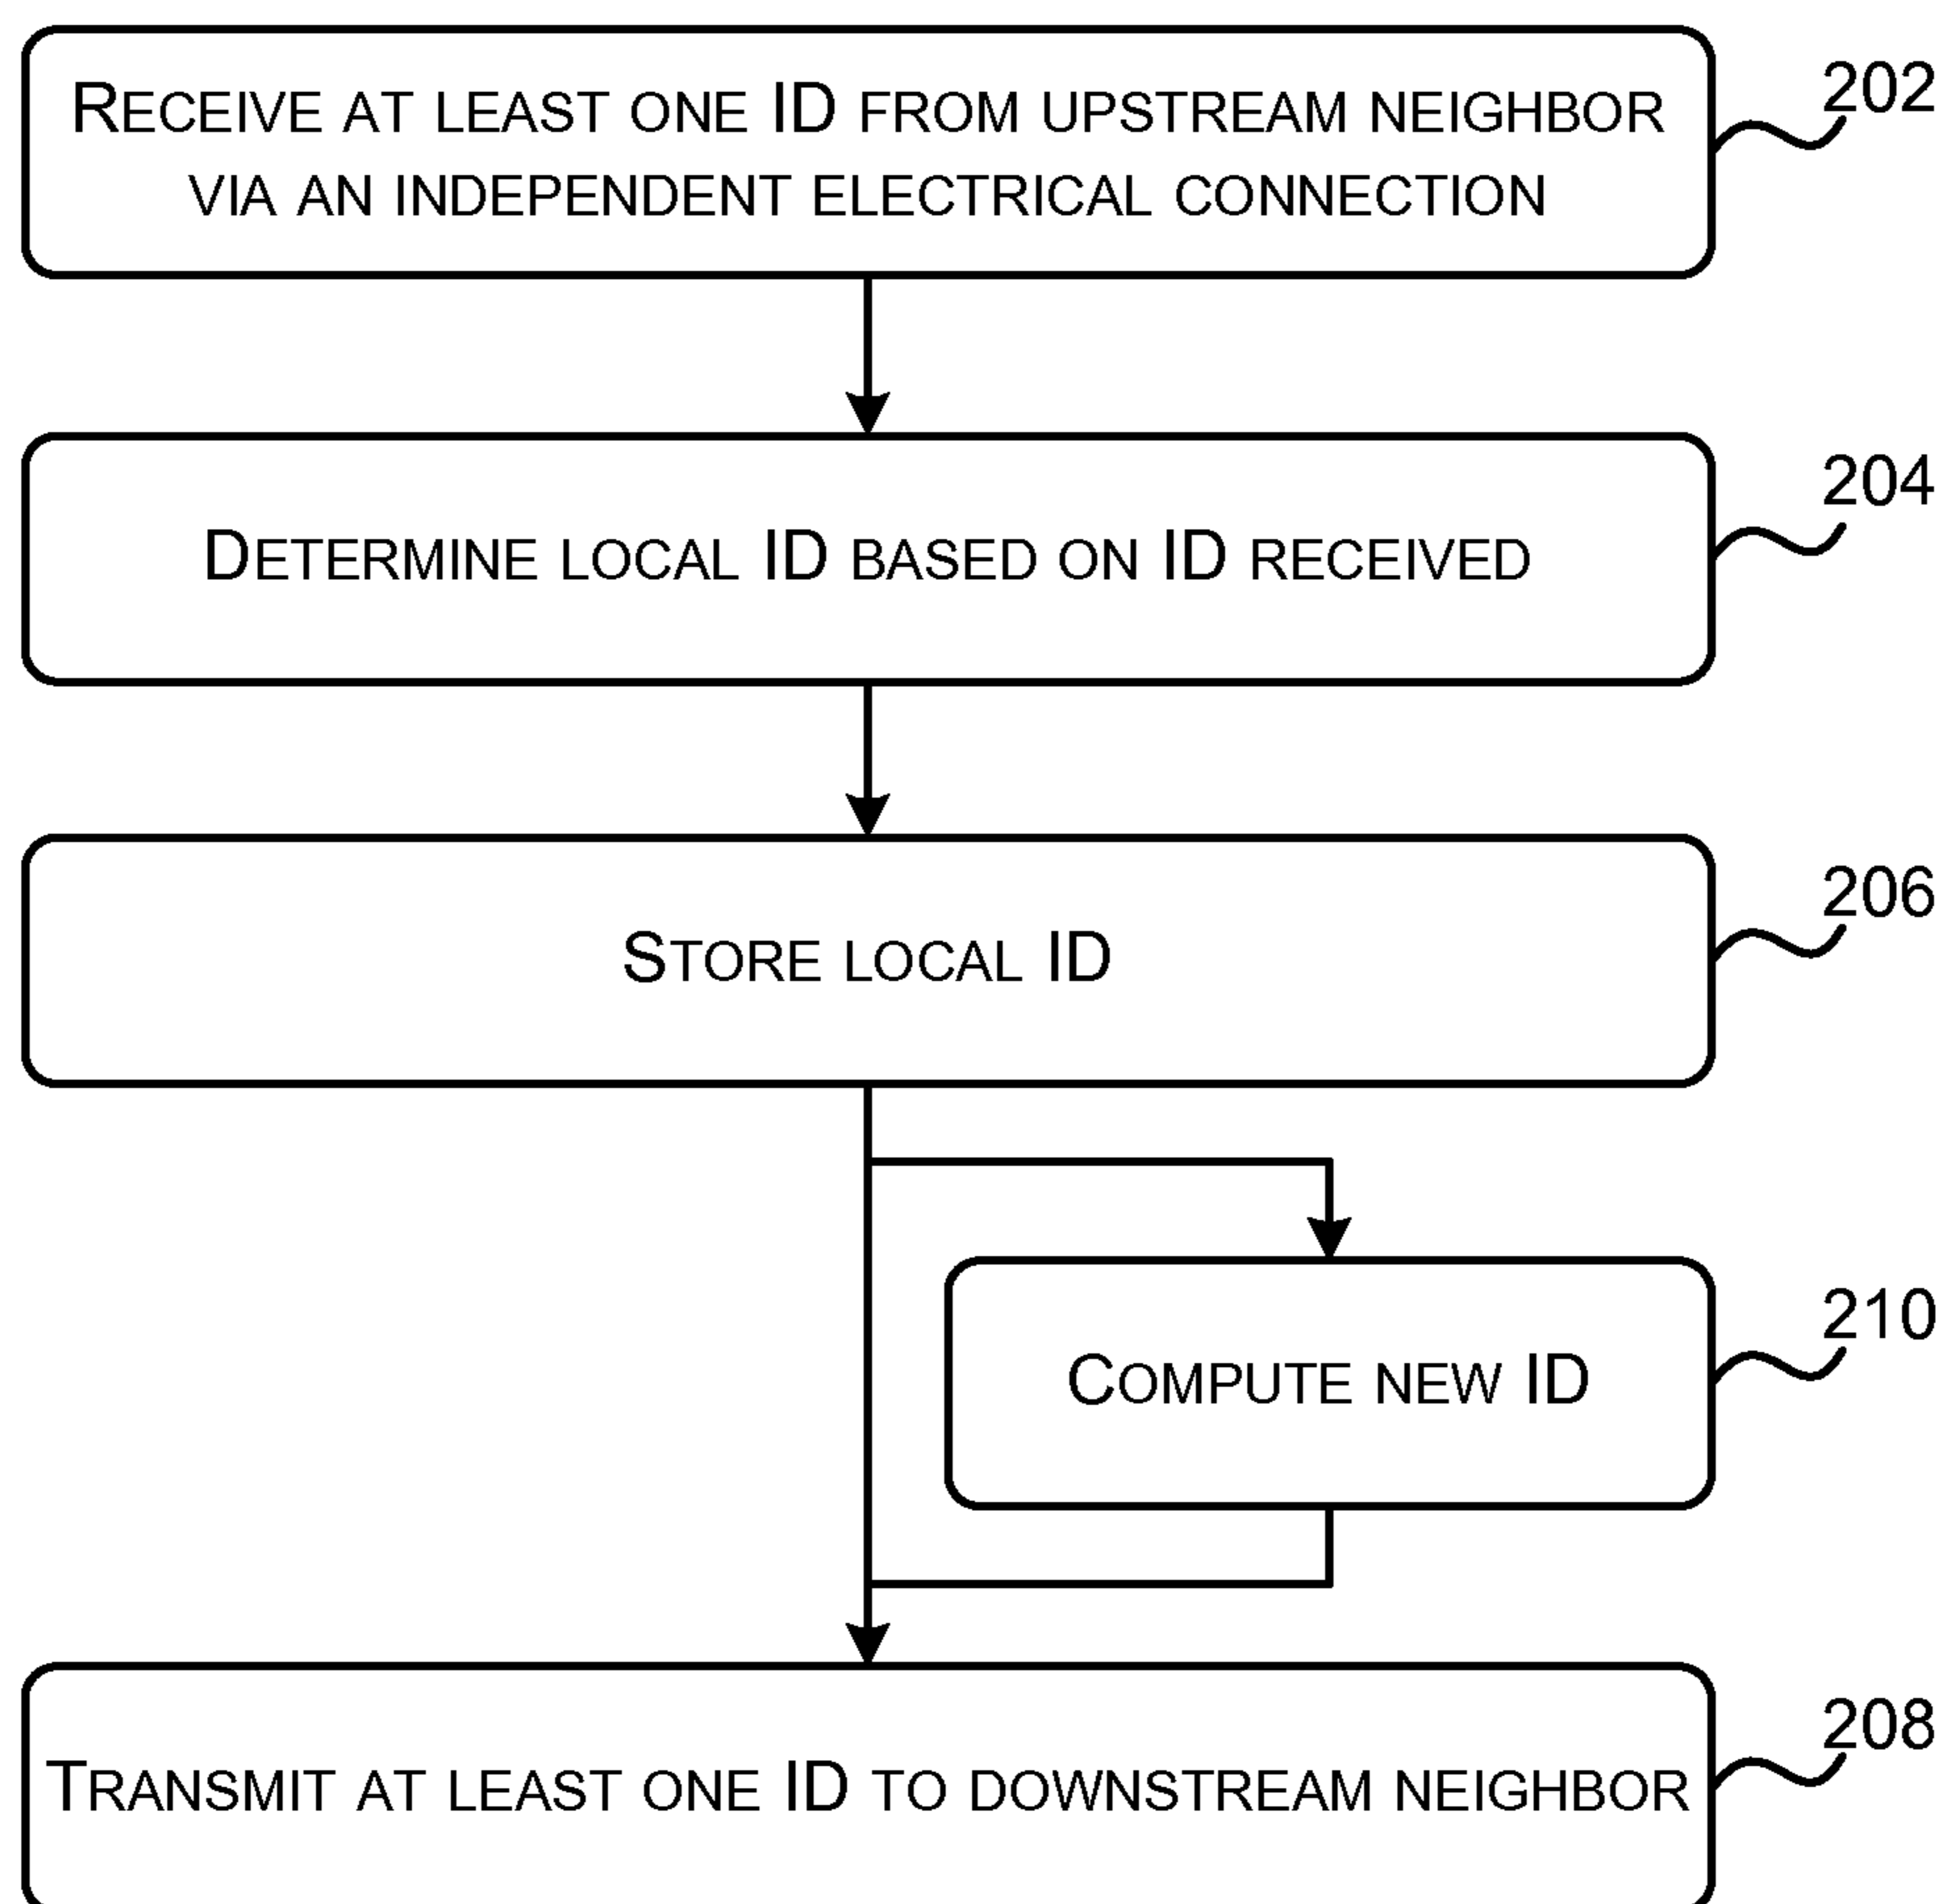 RECEIVE AT LEAST ONE ID FROM UPSTREAM NEIGHBOR
VIA AN INDEPENDENT ELECTRICAL CONNECTION
202
DETERMINE LOCAL ID BASED ON ID RECEIVED
204
STORE LOCAL ID
206
COMPUTE NEW ID
210
TRANSMIT AT LEAST ONE ID TO DOWNSTREAM NEIGHBOR
208